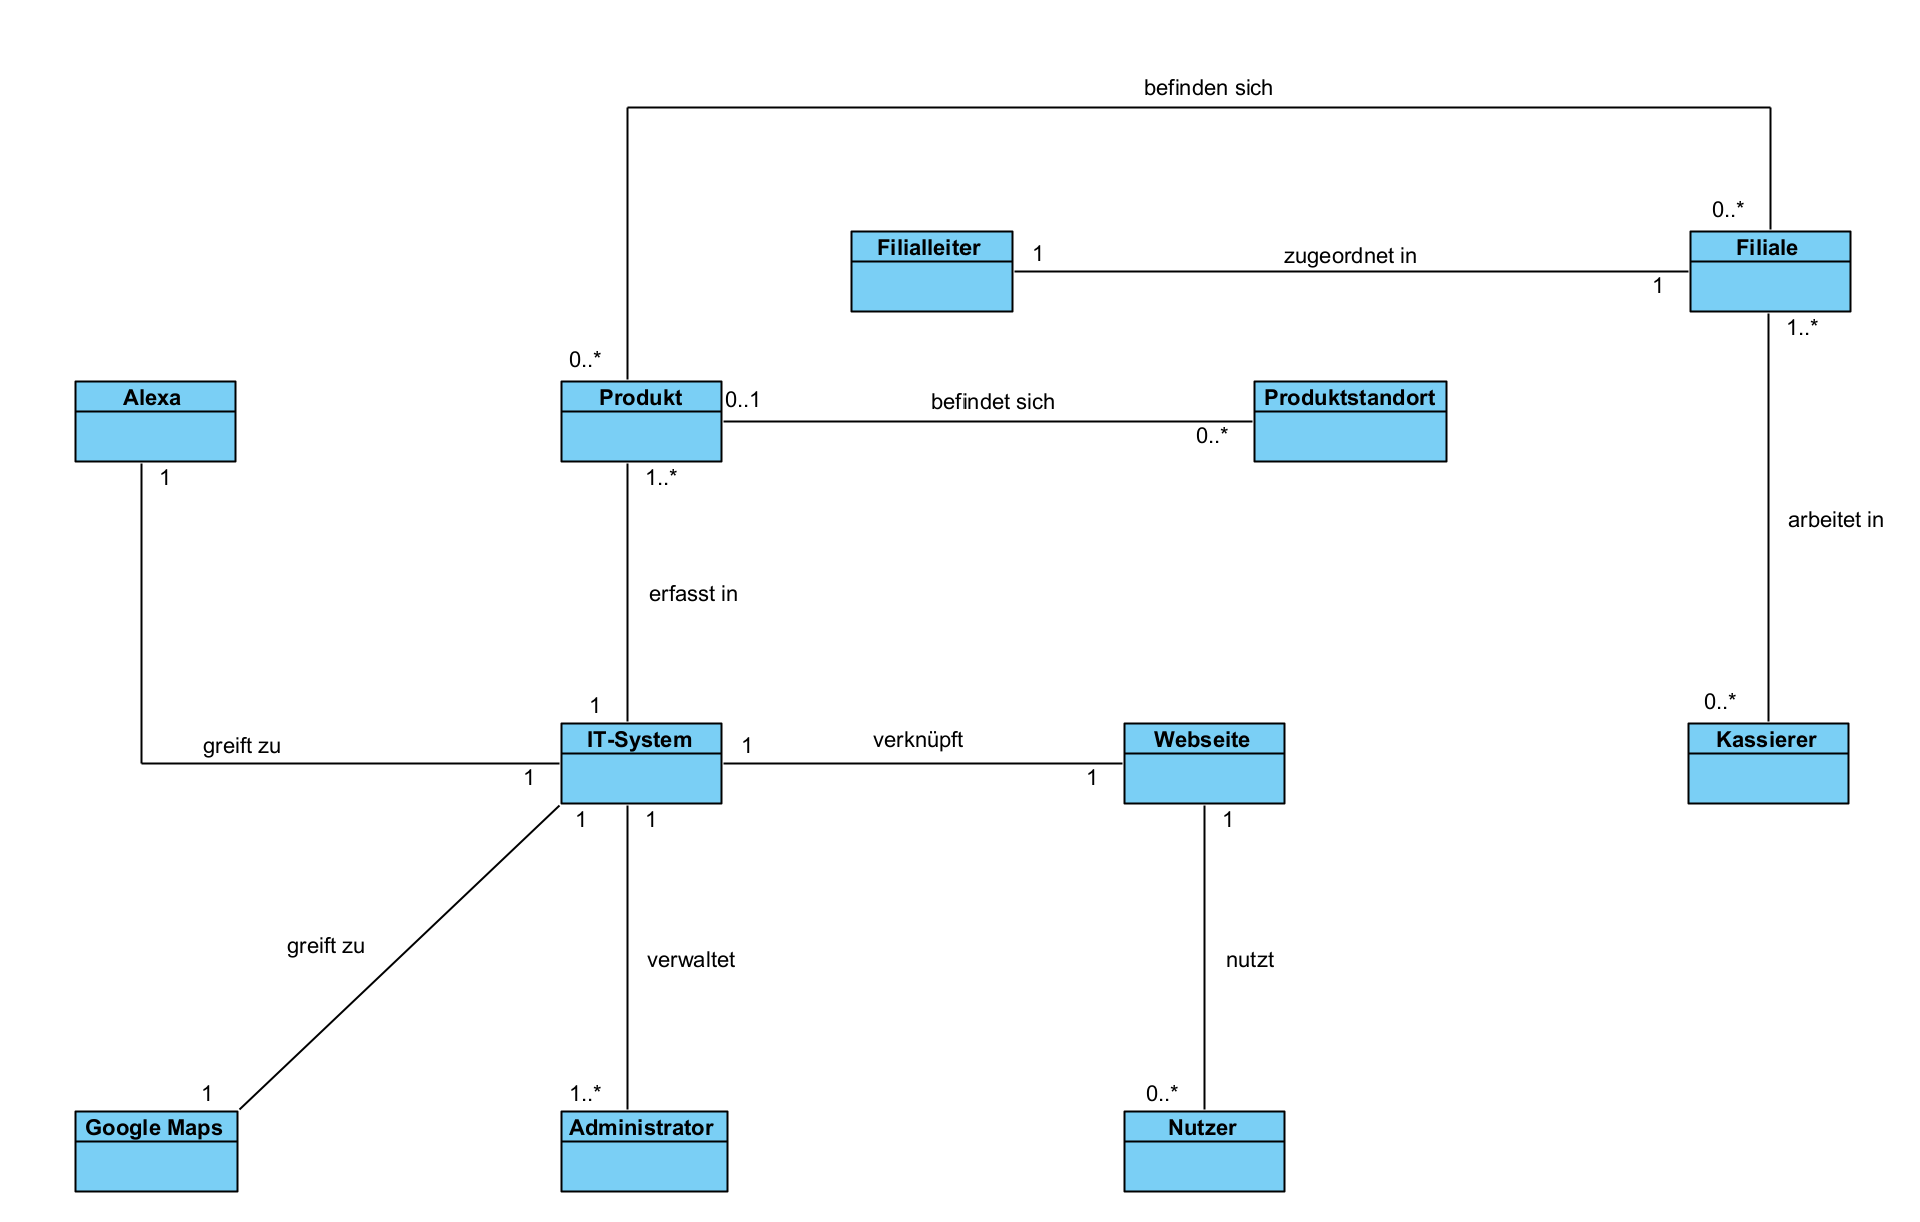 befinden sich
0..*
Filialleiter
1
zugeordnet in
1
Filiale
1..*
0..*
Alexa
1
Produkt
0..1
befindet sich
0..*
Produktstandort
1..*
arbeitet in
erfasst in
1
0..*
greift zu
1
IT-System
1
verknüpft
1
Webseite
Kassierer
1
1
1
greift zu
verwaltet
nutzt
1
1..*
0..*
Google Maps
Administrator
Nutzer